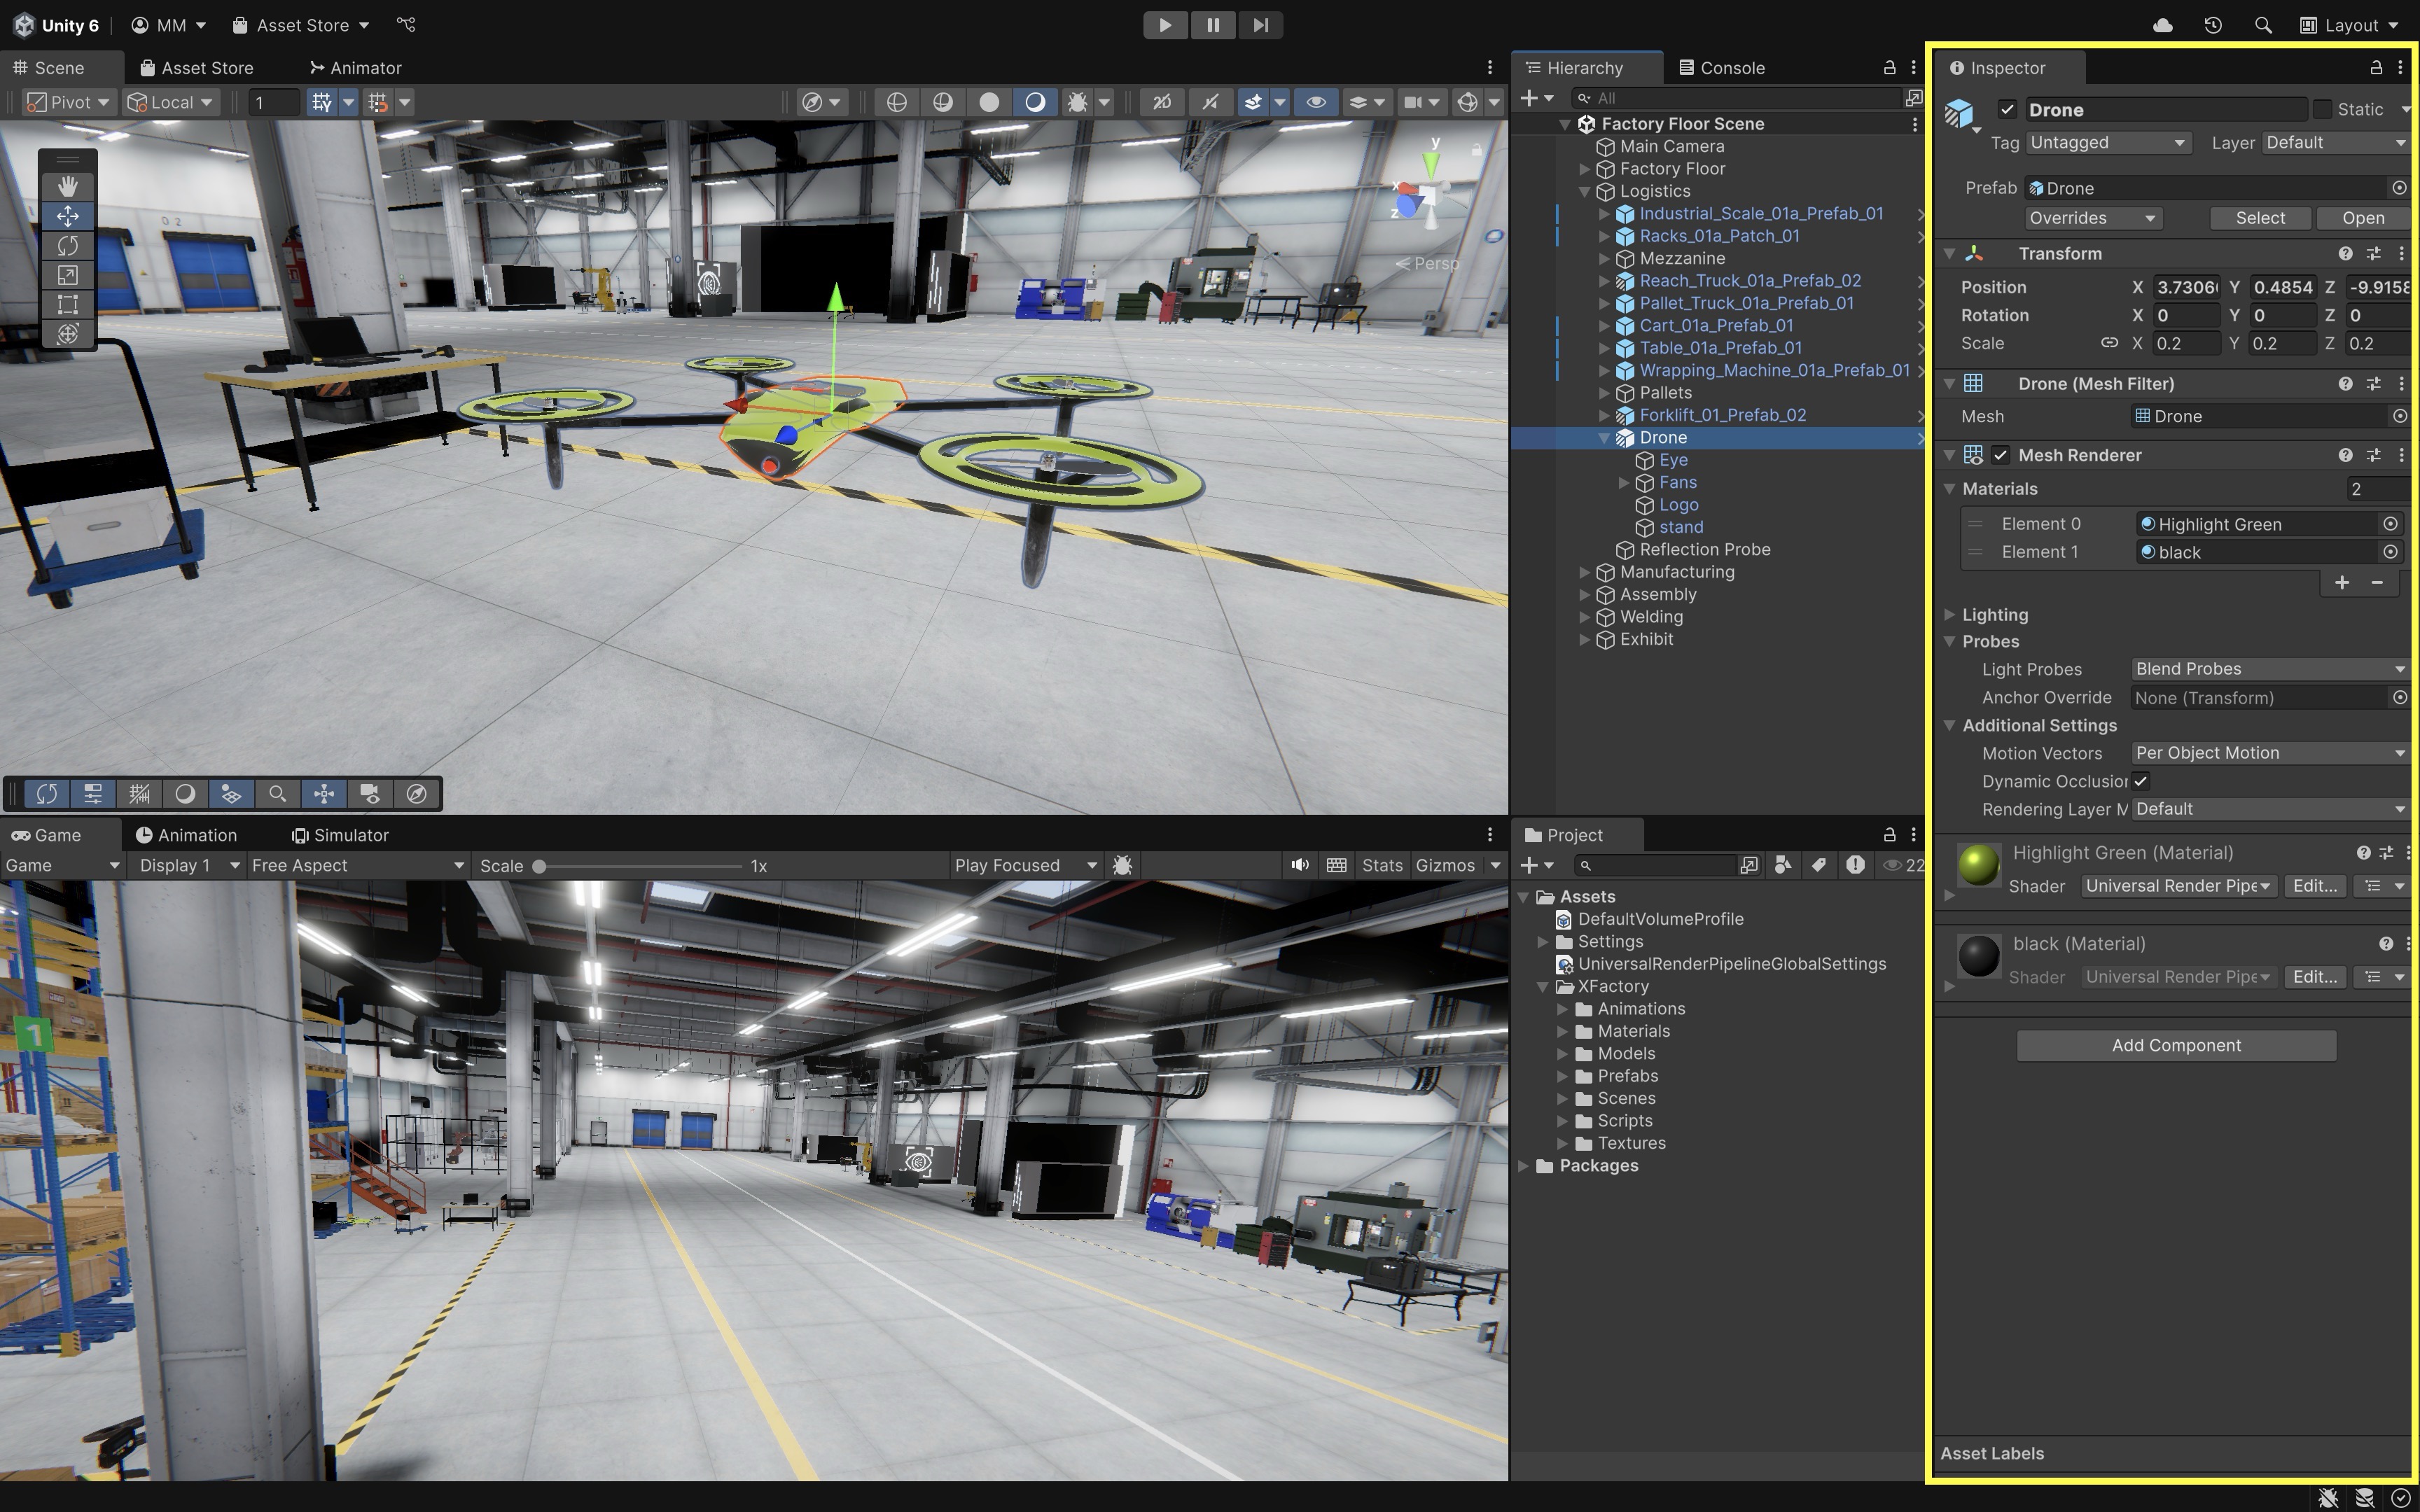 Unity 6 MM Asset Store Layout
Scene Asset Store Animator
Pivot Local 1 2D
y
x
z
Persp
0 2
Game Animation Simulator
Game Display 1 Free Aspect Scale 1x Play Focused Stats Gizmos
1
Hierarchy Console
All
Factory Floor Scene
Main Camera
Factory Floor
Logistics
Industrial_Scale_01a_Prefab_01
Racks_01a_Patch_01
Mezzanine
Reach_Truck_01a_Prefab_02
Pallet_Truck_01a_Prefab_01
Cart_01a_Prefab_01
Table_01a_Prefab_01
Wrapping_Machine_01a_Prefab_01
Pallets
Forklift_01_Prefab_02
Drone
Eye
Fans
Logo
stand
Reflection Probe
Manufacturing
Assembly
Welding
Exhibit
Project
22
Assets
DefaultVolumeProfile
Settings
UniversalRenderPipelineGlobalSettings
XFactory
Animations
Materials
Models
Prefabs
Scenes
Scripts
Textures
Packages
Inspector
Drone Static
Tag Untagged Layer Default
Prefab Drone
Overrides Select Open
Transform
Position X 3.7306 Y 0.4854 Z -9.9158
Rotation X 0 Y 0 Z 0
Scale X 0.2 Y 0.2 Z 0.2
Drone (Mesh Filter)
Mesh Drone
Mesh Renderer
Materials 2
Element 0 Highlight Green
Element 1 black
+ −
Lighting
Probes
Light Probes Blend Probes
Anchor Override None (Transform)
Additional Settings
Motion Vectors Per Object Motion
Dynamic Occlusion
Rendering Layer M Default
Highlight Green (Material)
Shader Universal Render Pipe Edit...
black (Material)
Shader Universal Render Pipe Edit...
Add Component
Asset Labels